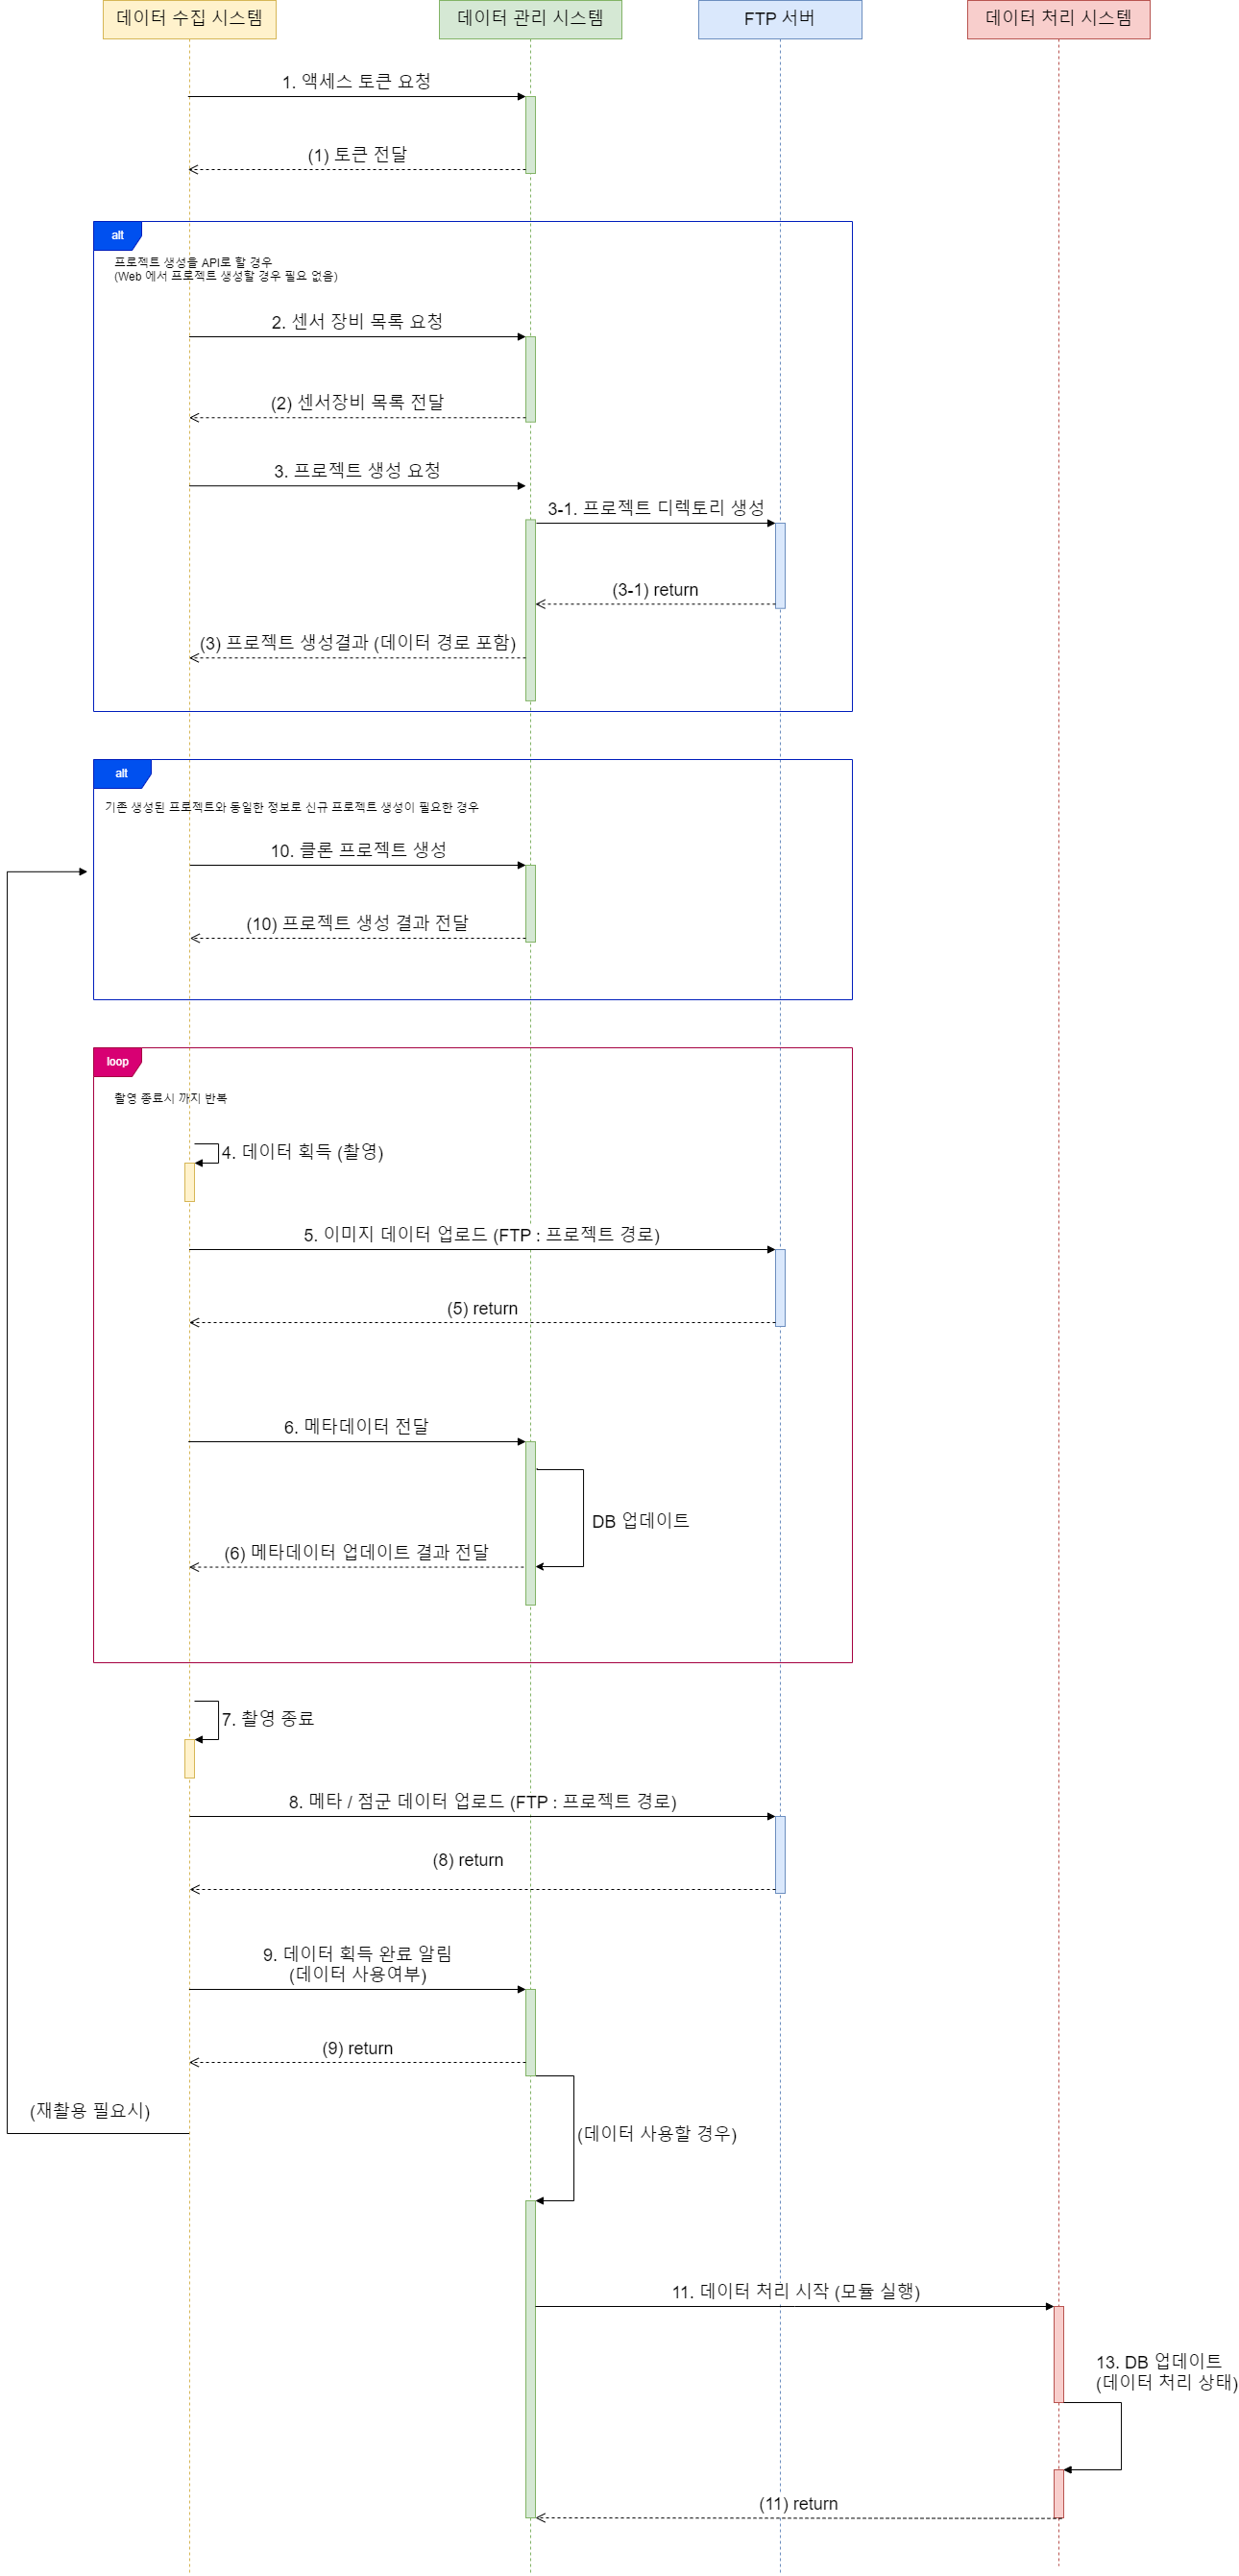 데이터 수집 시스템
데이터 관리 시스템
FTP 서버
데이터 처리 시스템
1. 액세스 토큰 요청
(1) 토큰 전달
alt
프로젝트 생성을 API로 할 경우
(Web 에서 프로젝트 생성할 경우 필요 없음)
2. 센서 장비 목록 요청
(2) 센서장비 목록 전달
3. 프로젝트 생성 요청
3-1. 프로젝트 디렉토리 생성
(3-1) return
(3) 프로젝트 생성결과 (데이터 경로 포함)
alt
기존 생성된 프로젝트와 동일한 정보로 신규 프로젝트 생성이 필요한 경우
10. 클론 프로젝트 생성
(10) 프로젝트 생성 결과 전달
loop
촬영 종료시 까지 반복
4. 데이터 획득 (촬영)
5. 이미지 데이터 업로드 (FTP : 프로젝트 경로)
(5) return
6. 메타데이터 전달
DB 업데이트
(6) 메타데이터 업데이트 결과 전달
7. 촬영 종료
8. 메타 / 점군 데이터 업로드 (FTP : 프로젝트 경로)
(8) return
9. 데이터 획득 완료 알림
(데이터 사용여부)
(9) return
(재촬용 필요시)
(데이터 사용할 경우)
11. 데이터 처리 시작 (모듈 실행)
13. DB 업데이트
(데이터 처리 상태)
(11) return